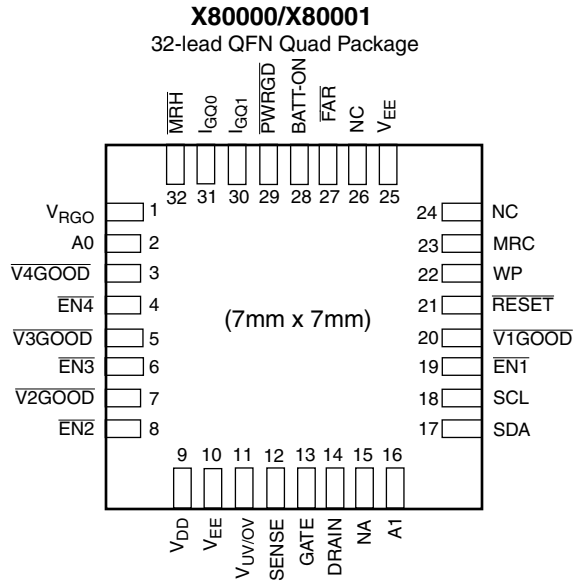 X80000/X80001
32-lead QFN Quad Package
MRH
IGQ0
IGQ1
PWRGD
BATT-ON
FAR
NC
VEE
32 31 30 29 28 27 26 25
VRGO 1
A0 2
V4GOOD 3
EN4 4
V3GOOD 5
EN3 6
V2GOOD 7
EN2 8
(7mm x 7mm)
24 NC
23 MRC
22 WP
21 RESET
20 V1GOOD
19 EN1
18 SCL
17 SDA
9 10 11 12 13 14 15 16
VDD
VEE
VUV/OV
SENSE
GATE
DRAIN
NA
A1